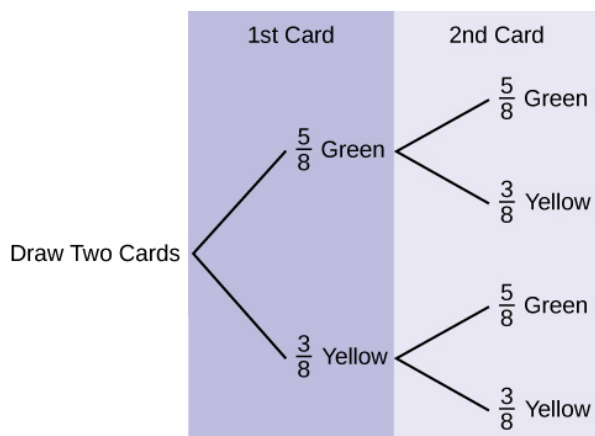 1st Card
2nd Card
5/8 Green
5/8 Green
3/8 Yellow
Draw Two Cards
3/8 Yellow
5/8 Green
3/8 Yellow